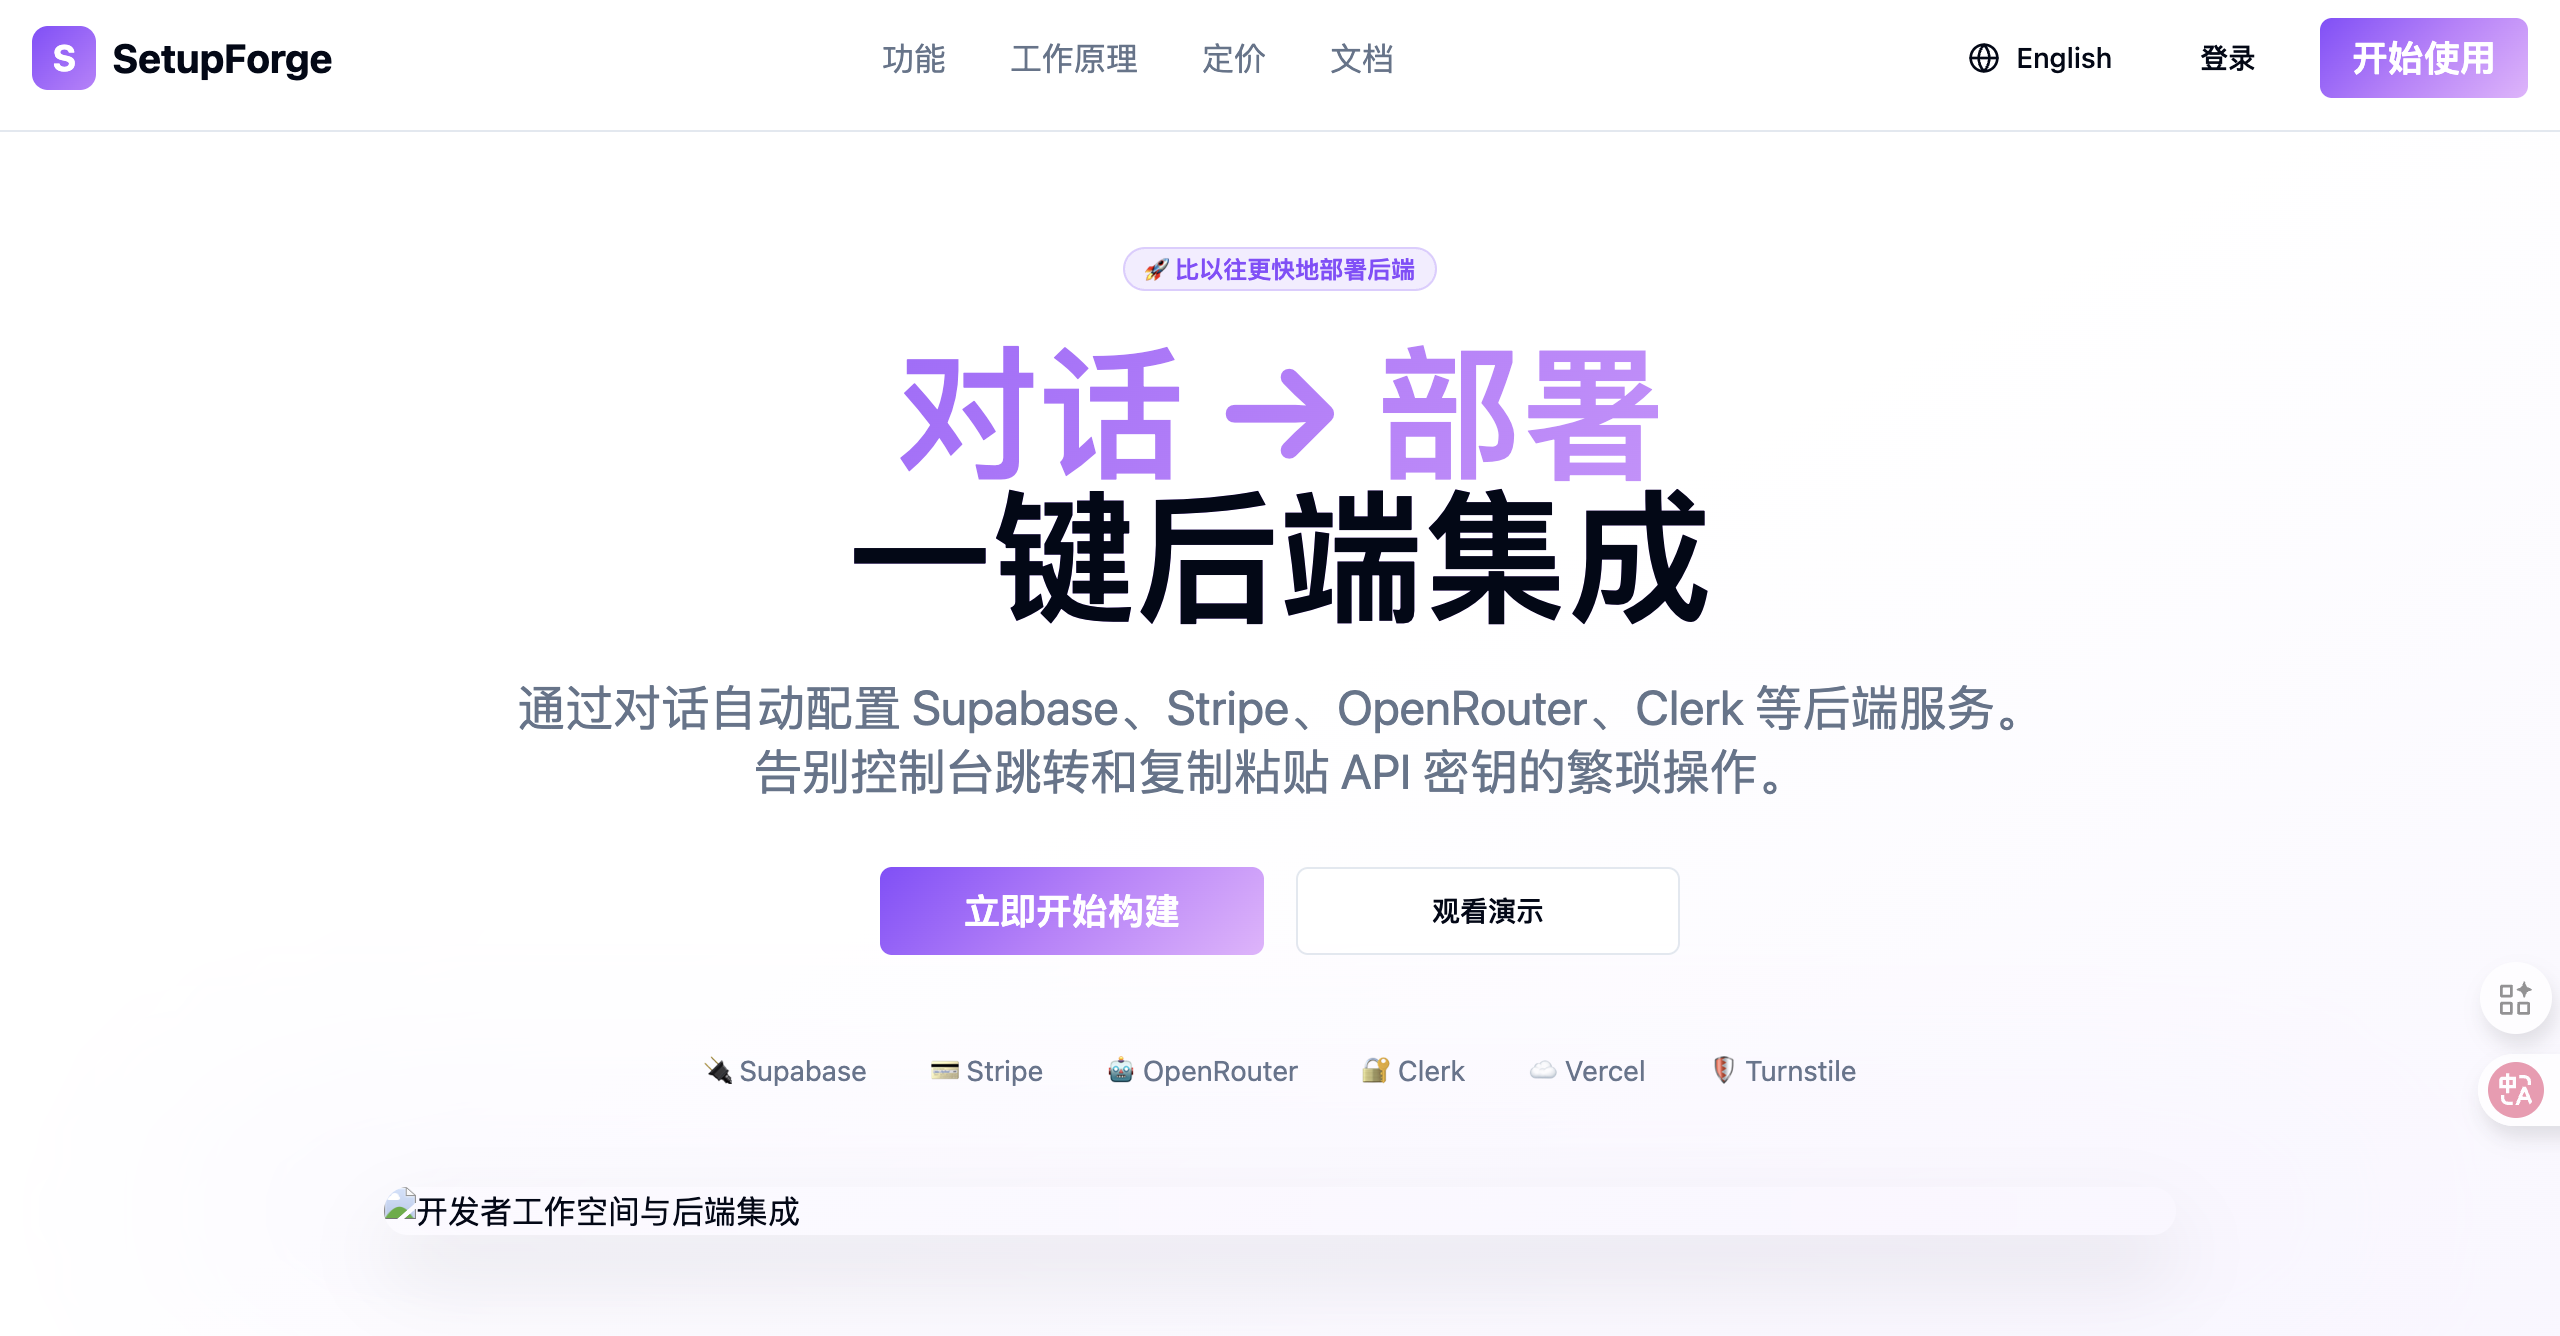 S SetupForge
功能 工作原理 定价 文档
English 登录 开始使用
🚀 比以往更快地部署后端
对话 → 部署
一键后端集成
通过对话自动配置 Supabase、Stripe、OpenRouter、Clerk 等后端服务。
告别控制台跳转和复制粘贴 API 密钥的繁琐操作。
立即开始构建 观看演示
🔌 Supabase 💳 Stripe 🤖 OpenRouter 🔐 Clerk ☁️ Vercel 🛡️ Turnstile
中A
开发者工作空间与后端集成